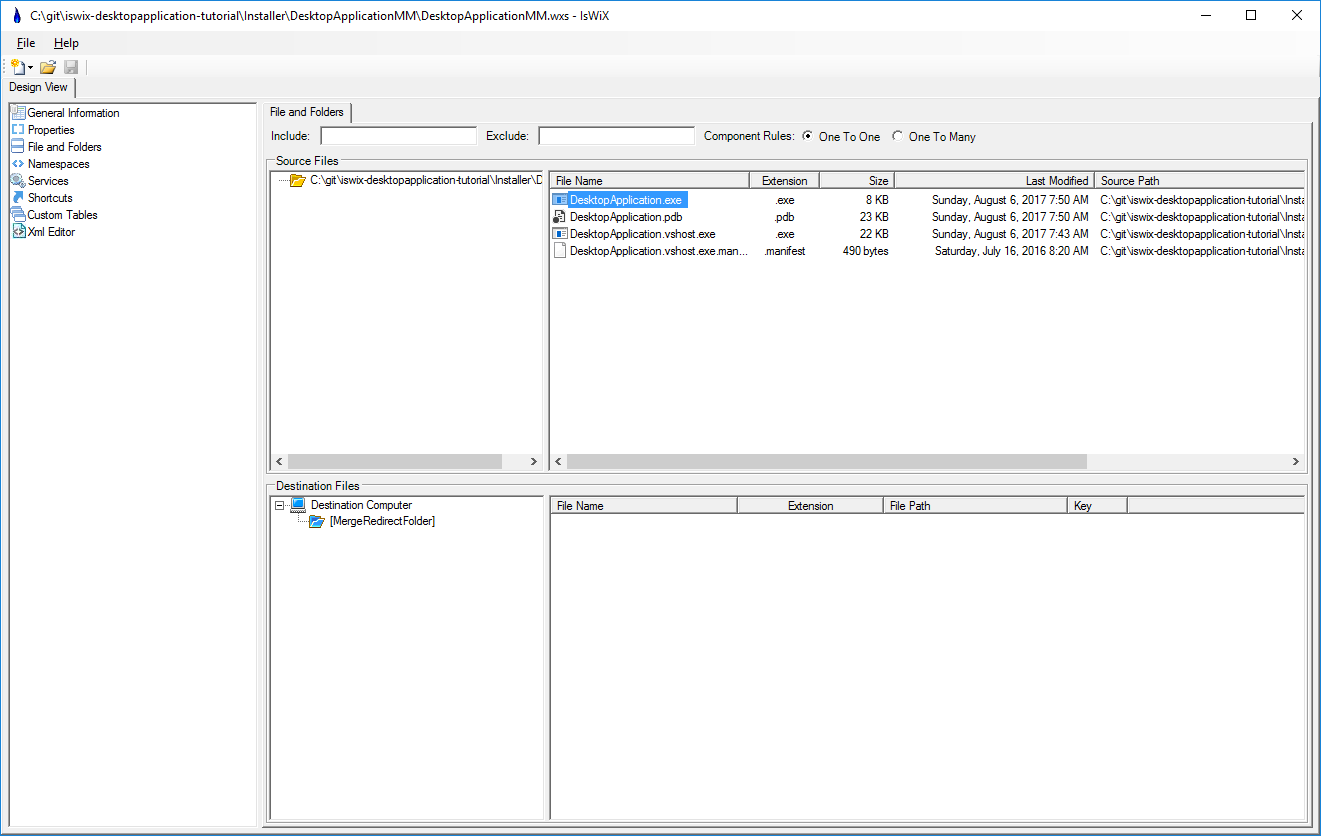 C:\git\iswix-desktopapplication-tutorial\Installer\DesktopApplicationMM\DesktopApplicationMM.wxs - IsWiX
File Help
Design View
General Information
Properties
File and Folders
Namespaces
Services
Shortcuts
Custom Tables
Xml Editor
File and Folders
Include: Exclude: Component Rules: One To One One To Many
Source Files
C:\git\iswix-desktopapplication-tutorial\Installer\D
File Name Extension Size Last Modified Source Path
DesktopApplication.exe .exe 8 KB Sunday, August 6, 2017 7:50 AM C:\git\iswix-desktopapplication-tutorial\Insta
DesktopApplication.pdb .pdb 23 KB Sunday, August 6, 2017 7:50 AM C:\git\iswix-desktopapplication-tutorial\Insta
DesktopApplication.vshost.exe .exe 22 KB Sunday, August 6, 2017 7:43 AM C:\git\iswix-desktopapplication-tutorial\Insta
DesktopApplication.vshost.exe.man... .manifest 490 bytes Saturday, July 16, 2016 8:20 AM C:\git\iswix-desktopapplication-tutorial\Insta
Destination Files
Destination Computer
[MergeRedirectFolder]
File Name Extension File Path Key